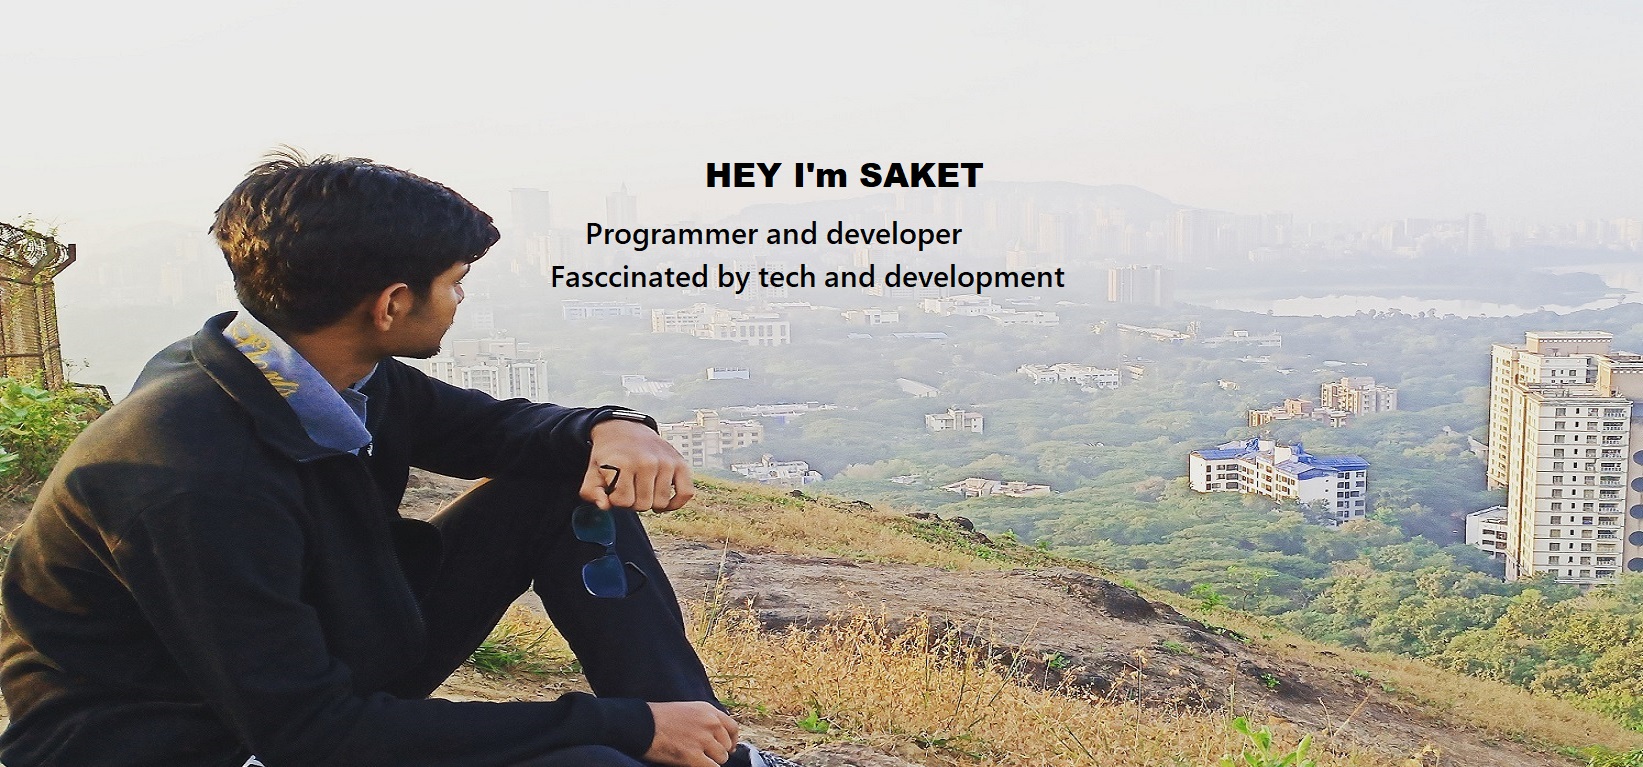 HEY I'm SAKET
Programmer and developer
Fasccinated by tech and development